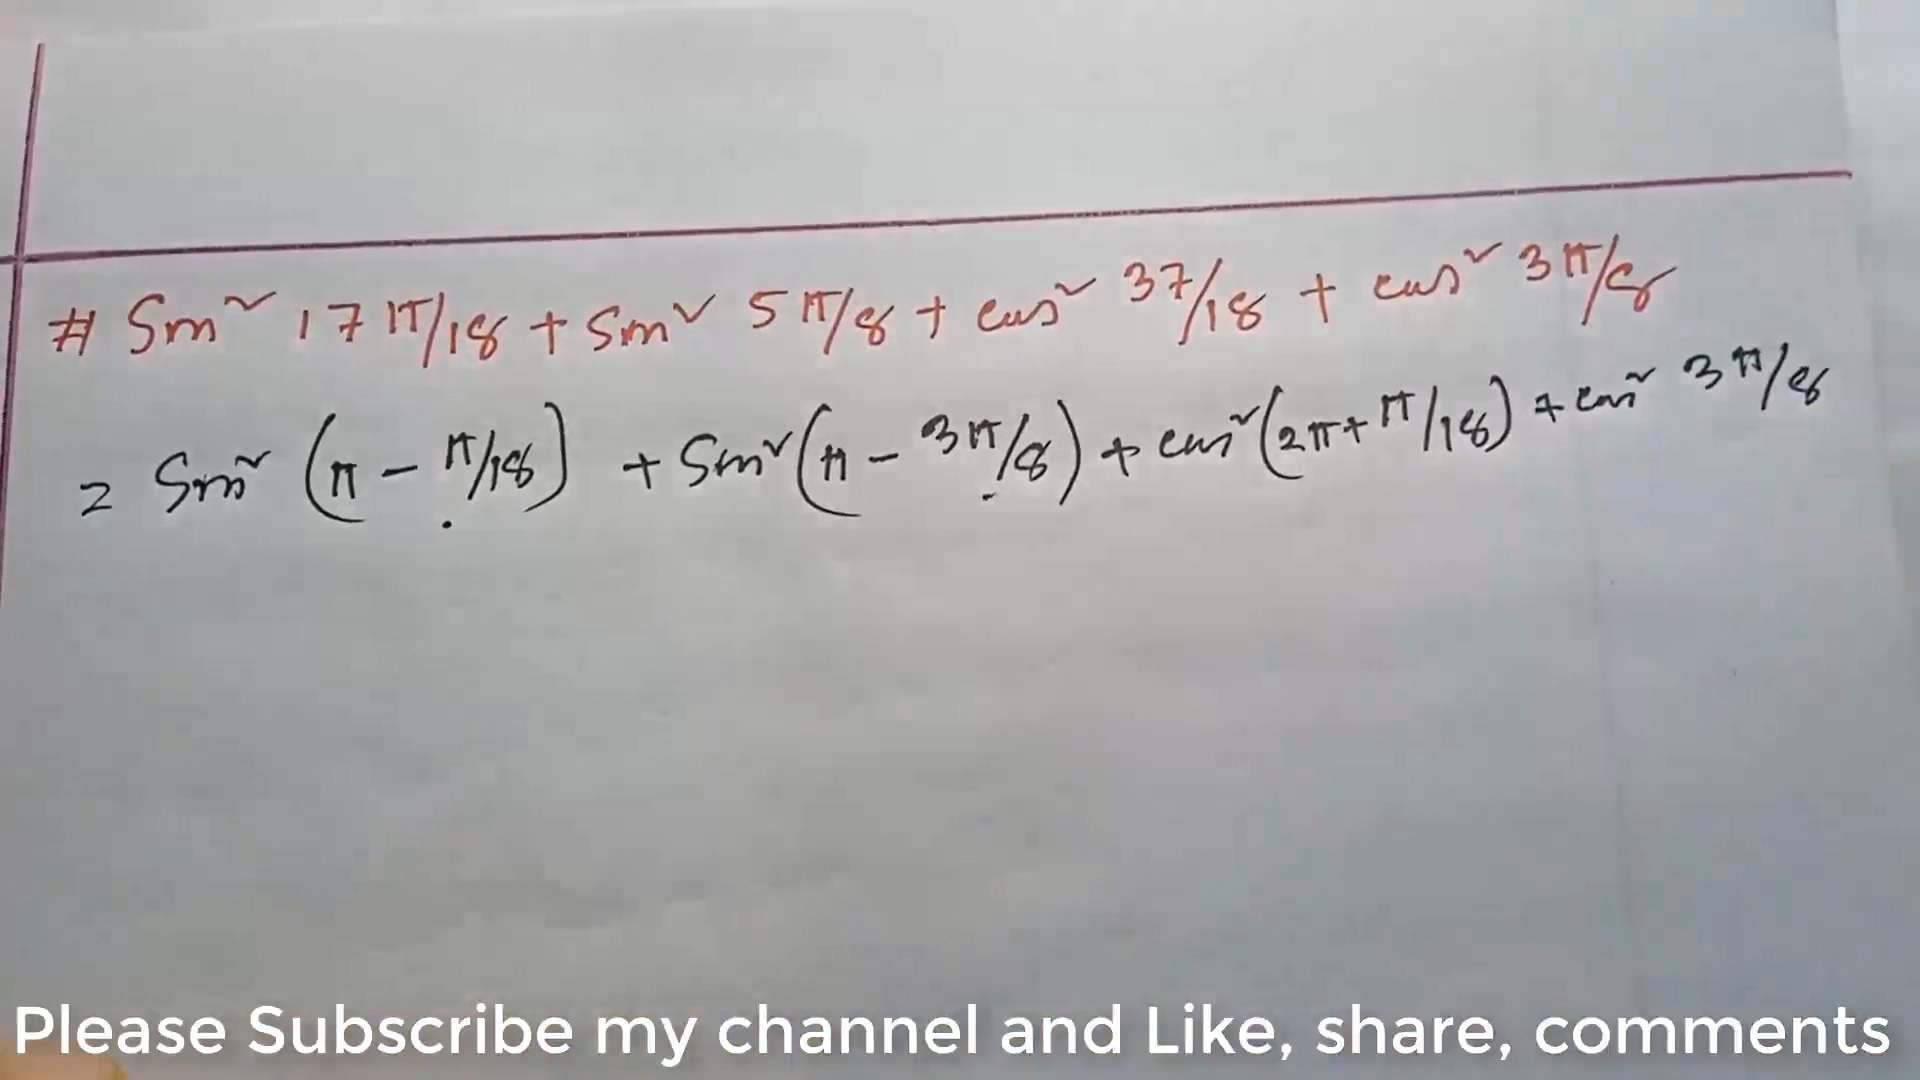 # Sin² 17π/18 + Sin² 5π/8 + cos² 37/18 + cos² 3π/8
= Sin² (π - π/18) + Sin² (π - 3π/8) + cos² (2π + π/18) + cos² 3π/8
Please Subscribe my channel and Like, share, comments